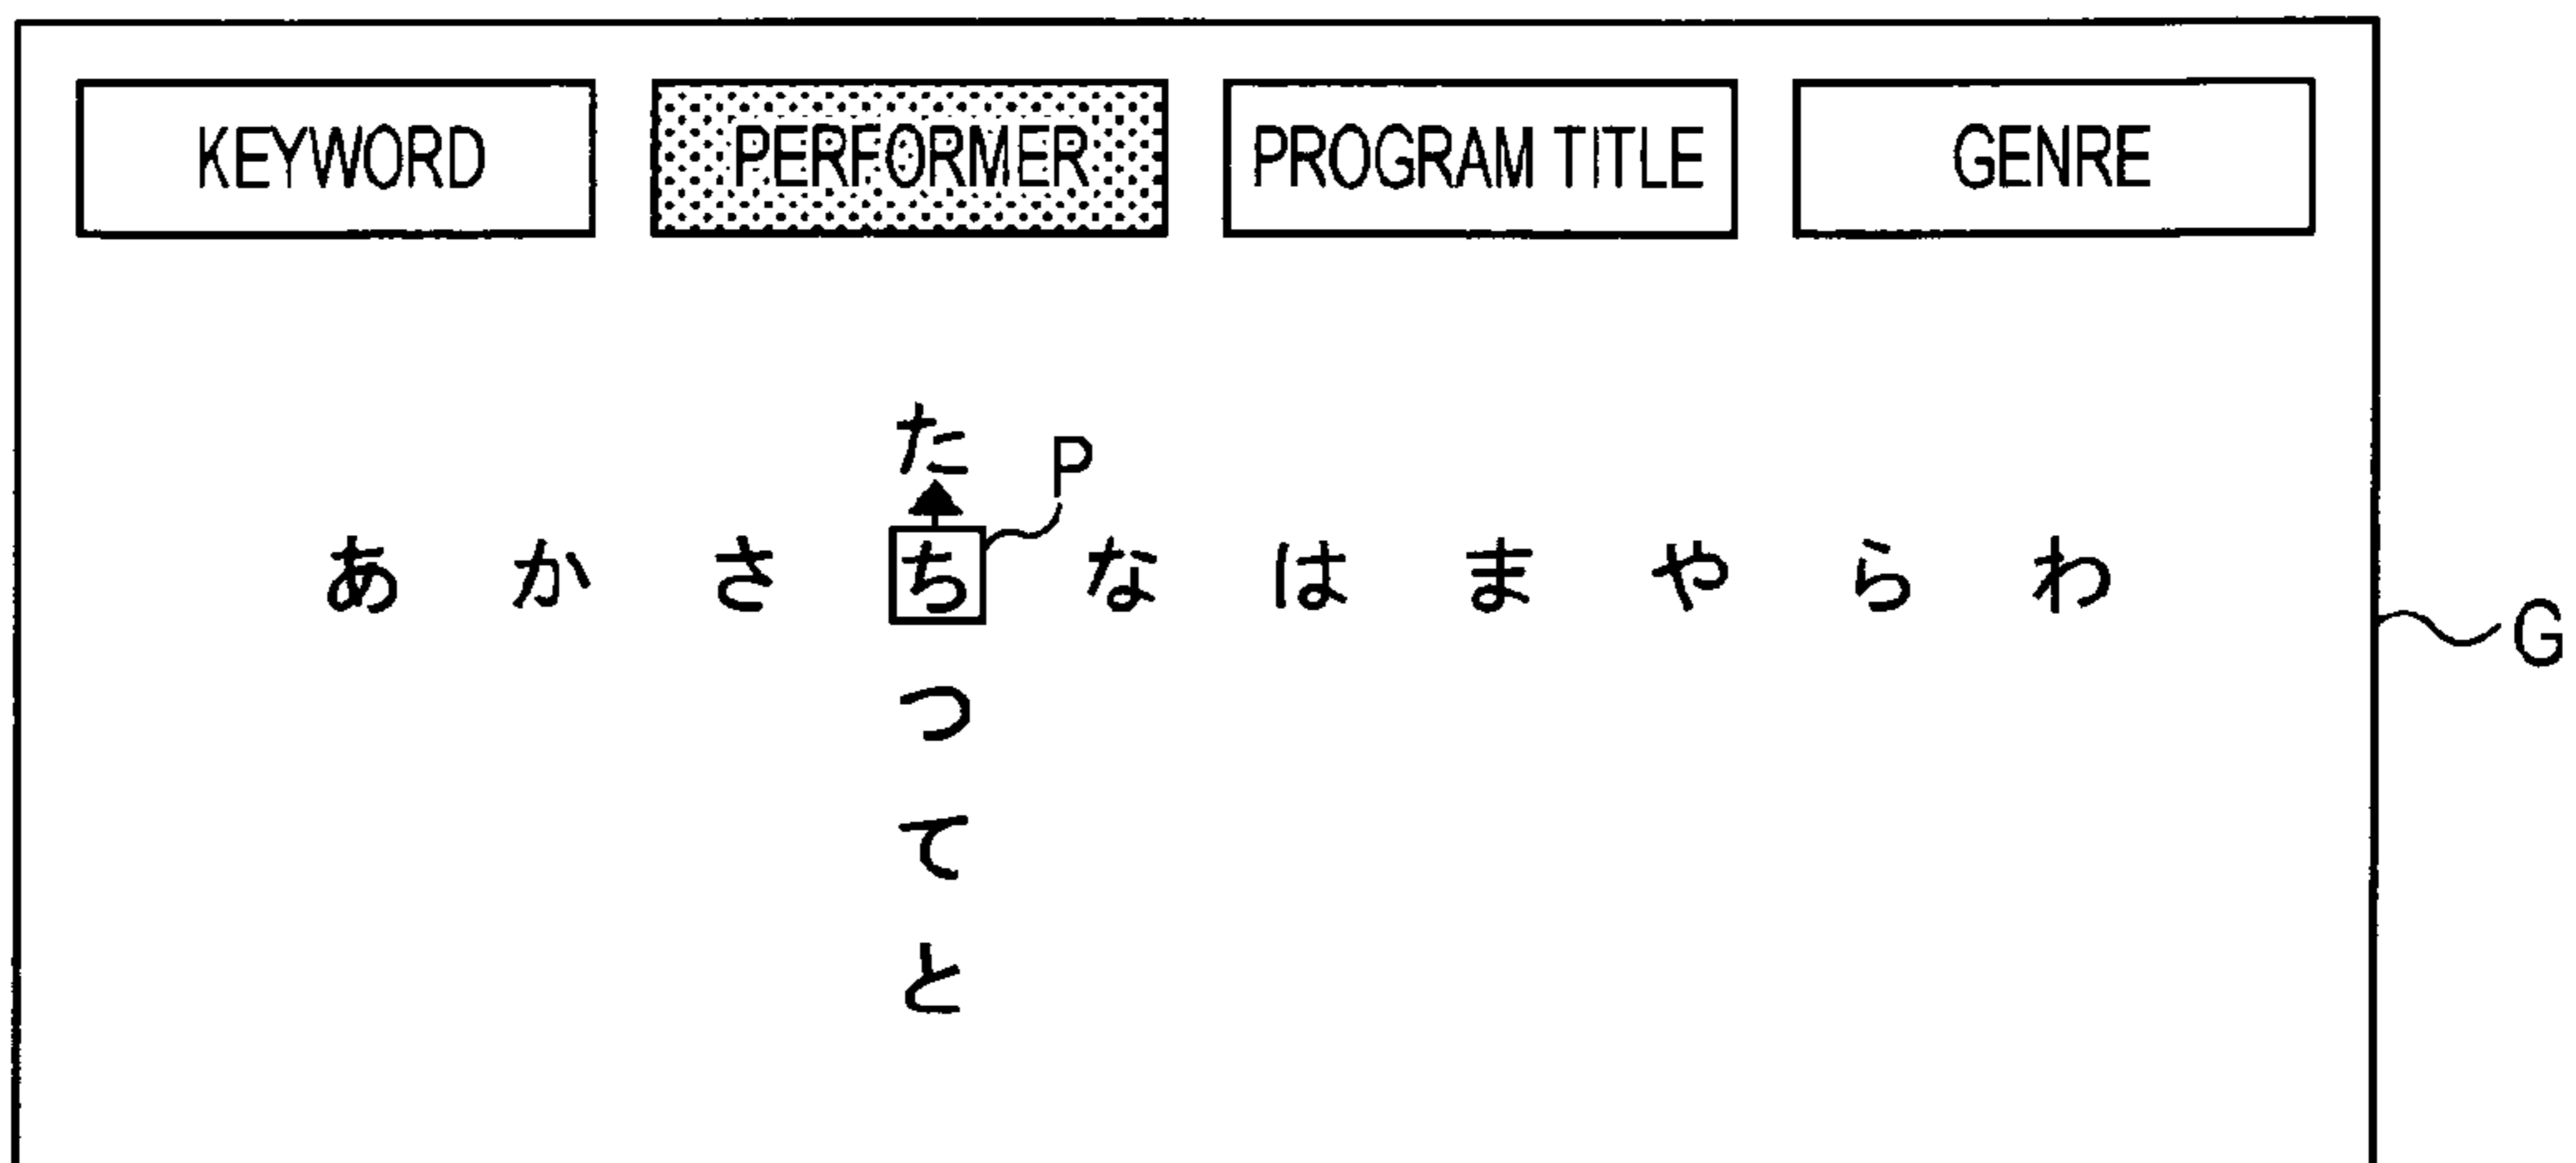 KEYWORD PERFORMER PROGRAM TITLE GENRE
た
P
あ か さ ち な は ま や ら わ
G
つ
て
と